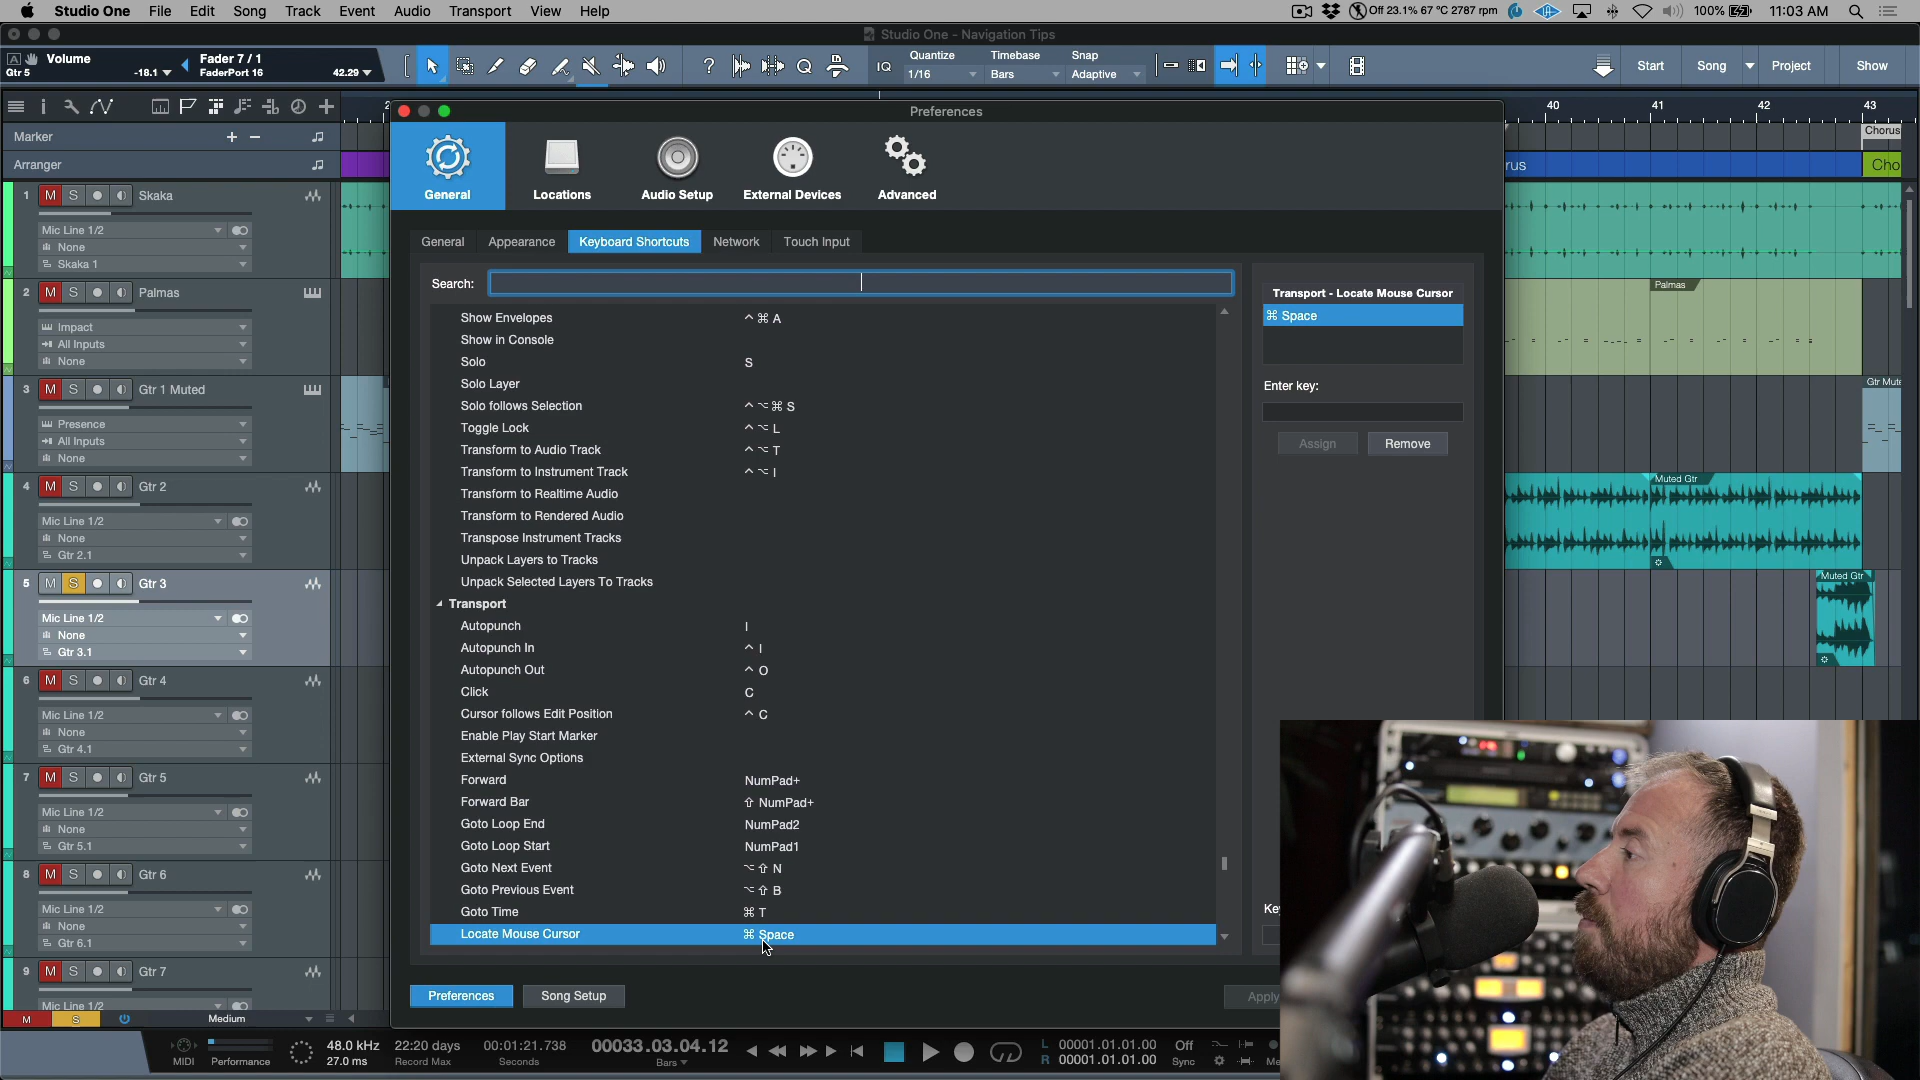 Studio One File Edit Song Track Event Audio Transport View Help
Off 23.1% 67 °C 2787 rpm 100% 11:03 AM
Studio One - Navigation Tips
Volume
Gtr 5 -18.1
Fader 7 / 1
FaderPort 16 42.29
IQ
Quantize
1/16
Timebase
Bars
Snap
Adaptive
Start Song Project Show
40 41 42 43
Marker
Chorus
Arranger
rus
Cho
1 M S Skaka
Mic Line 1/2
None
Skaka 1
2 M S Palmas
Impact
All Inputs
None
3 M S Gtr 1 Muted
Presence
All Inputs
None
4 M S Gtr 2
Mic Line 1/2
None
Gtr 2.1
5 M S Gtr 3
Mic Line 1/2
None
Gtr 3.1
6 M S Gtr 4
Mic Line 1/2
None
Gtr 4.1
7 M S Gtr 5
Mic Line 1/2
None
Gtr 5.1
8 M S Gtr 6
Mic Line 1/2
None
Gtr 6.1
9 M S Gtr 7
Mic Line 1/2
M S Medium
Preferences
General Locations Audio Setup External Devices Advanced
General Appearance Keyboard Shortcuts Network Touch Input
Search:
Show Envelopes ^ ⌘ A
Show in Console
Solo S
Solo Layer
Solo follows Selection ^ ⌥ ⌘ S
Toggle Lock ^ ⌥ L
Transform to Audio Track ^ ⌥ T
Transform to Instrument Track ^ ⌥ I
Transform to Realtime Audio
Transform to Rendered Audio
Transpose Instrument Tracks
Unpack Layers to Tracks
Unpack Selected Layers To Tracks
Transport
Autopunch I
Autopunch In ^ I
Autopunch Out ^ O
Click C
Cursor follows Edit Position ^ C
Enable Play Start Marker
External Sync Options
Forward NumPad+
Forward Bar ⇧ NumPad+
Goto Loop End NumPad2
Goto Loop Start NumPad1
Goto Next Event ⌥ ⇧ N
Goto Previous Event ⌥ ⇧ B
Goto Time ⌘ T
Locate Mouse Cursor ⌘ Space
Transport - Locate Mouse Cursor
⌘ Space
Enter key:
Assign Remove
Preferences Song Setup
Apply
Palmas
Gtr Mute
Muted Gtr
Muted Gtr
MIDI Performance
48.0 kHz
27.0 ms
22:20 days
Record Max
00:01:21.738
Seconds
00033.03.04.12
Bars
L 00001.01.01.00
R 00001.01.01.00
Off
Sync